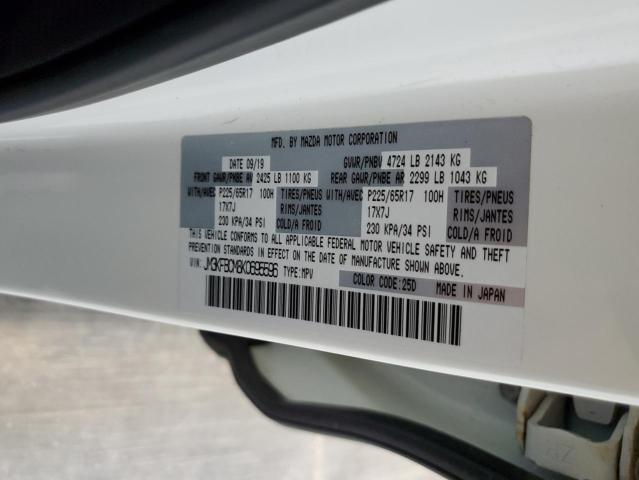 MFD. BY MAZDA MOTOR CORPORATION
DATE 09/19 GVWR/PNBV 4724 LB 2143 KG
FRONT GAWR/PNBE AV 2425 LB 1100 KG REAR GAWR/PNBE AR 2299 LB 1043 KG
WITH/AVEC P225/65R17 100H TIRES/PNEUS WITH/AVEC P225/65R17 100H TIRES/PNEUS
17X7J RIMS/JANTES 17X7J RIMS/JANTES
230 KPA/34 PSI COLD/A FROID 230 KPA/34 PSI COLD/A FROID
THIS VEHICLE CONFORMS TO ALL APPLICABLE FEDERAL MOTOR VEHICLE SAFETY AND THEFT
PREVENTION STANDARDS IN EFFECT ON THE DATE OF MANUFACTURE SHOWN ABOVE.
VIN: TYPE: MPV COLOR CODE: 25D MADE IN JAPAN